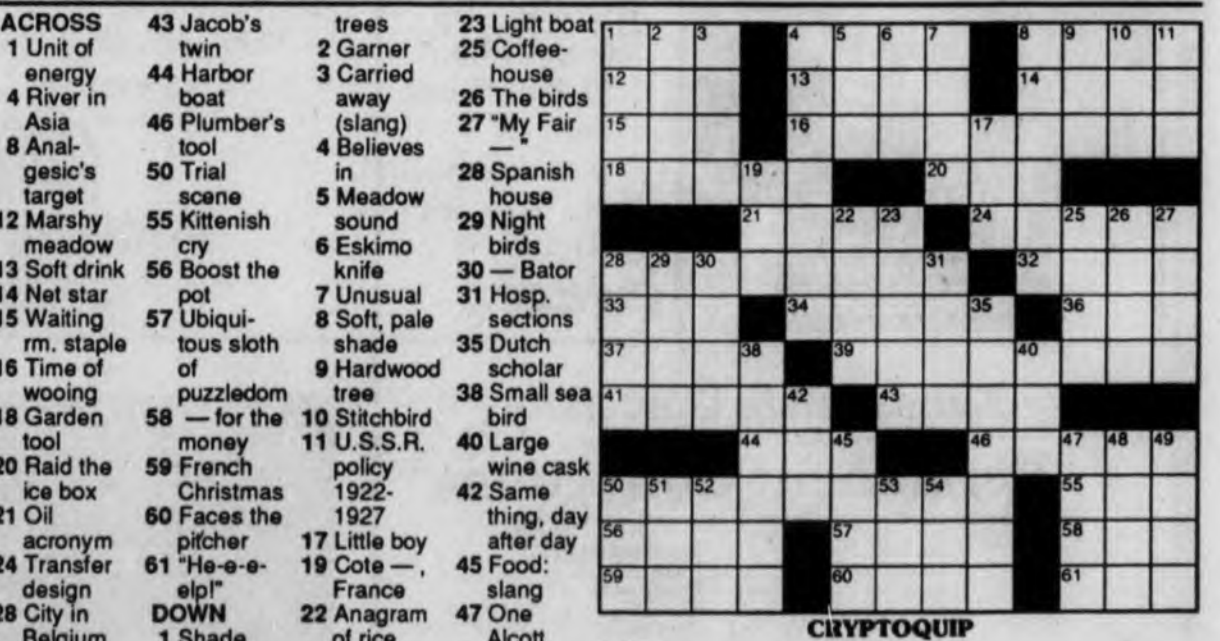 ACROSS
1 Unit of
energy
4 River in
Asia
8 Anal-
gesic's
target
12 Marshy
meadow
13 Soft drink
14 Net star
15 Waiting
rm. staple
16 Time of
wooing
18 Garden
tool
20 Raid the
ice box
21 Oil
acronym
24 Transfer
design
28 City in
Belgium
43 Jacob's
twin
44 Harbor
boat
46 Plumber's
tool
50 Trial
scene
55 Kittenish
cry
56 Boost the
pot
57 Ubiqui-
tous sloth
of
puzzledom
58 — for the
money
59 French
Christmas
60 Faces the
pitcher
61 "He-e-e-
elp!"
DOWN
1 Shade
trees
2 Garner
3 Carried
away
(slang)
4 Believes
in
5 Meadow
sound
6 Eskimo
knife
7 Unusual
8 Soft, pale
shade
9 Hardwood
tree
10 Stitchbird
11 U.S.S.R.
policy
1922-
1927
17 Little boy
19 Cote —,
France
22 Anagram
of rice
23 Light boat
25 Coffee-
house
26 The birds
27 "My Fair
— "
28 Spanish
house
29 Night
birds
30 — Bator
31 Hosp.
sections
35 Dutch
scholar
38 Small sea
bird
40 Large
wine cask
42 Same
thing, day
after day
45 Food:
slang
47 One
Alcott
1 2 3 4 5 6 7 8 9 10 11
12 13 14
15 16 17
18 19 20
21 22 23 24 25 26 27
28 29 30 31 32
33 34 35 36
37 38 39 40
41 42 43
44 45 46 47 48 49
50 51 52 53 54 55
56 57 58
59 60 61
CRYPTOQUIP